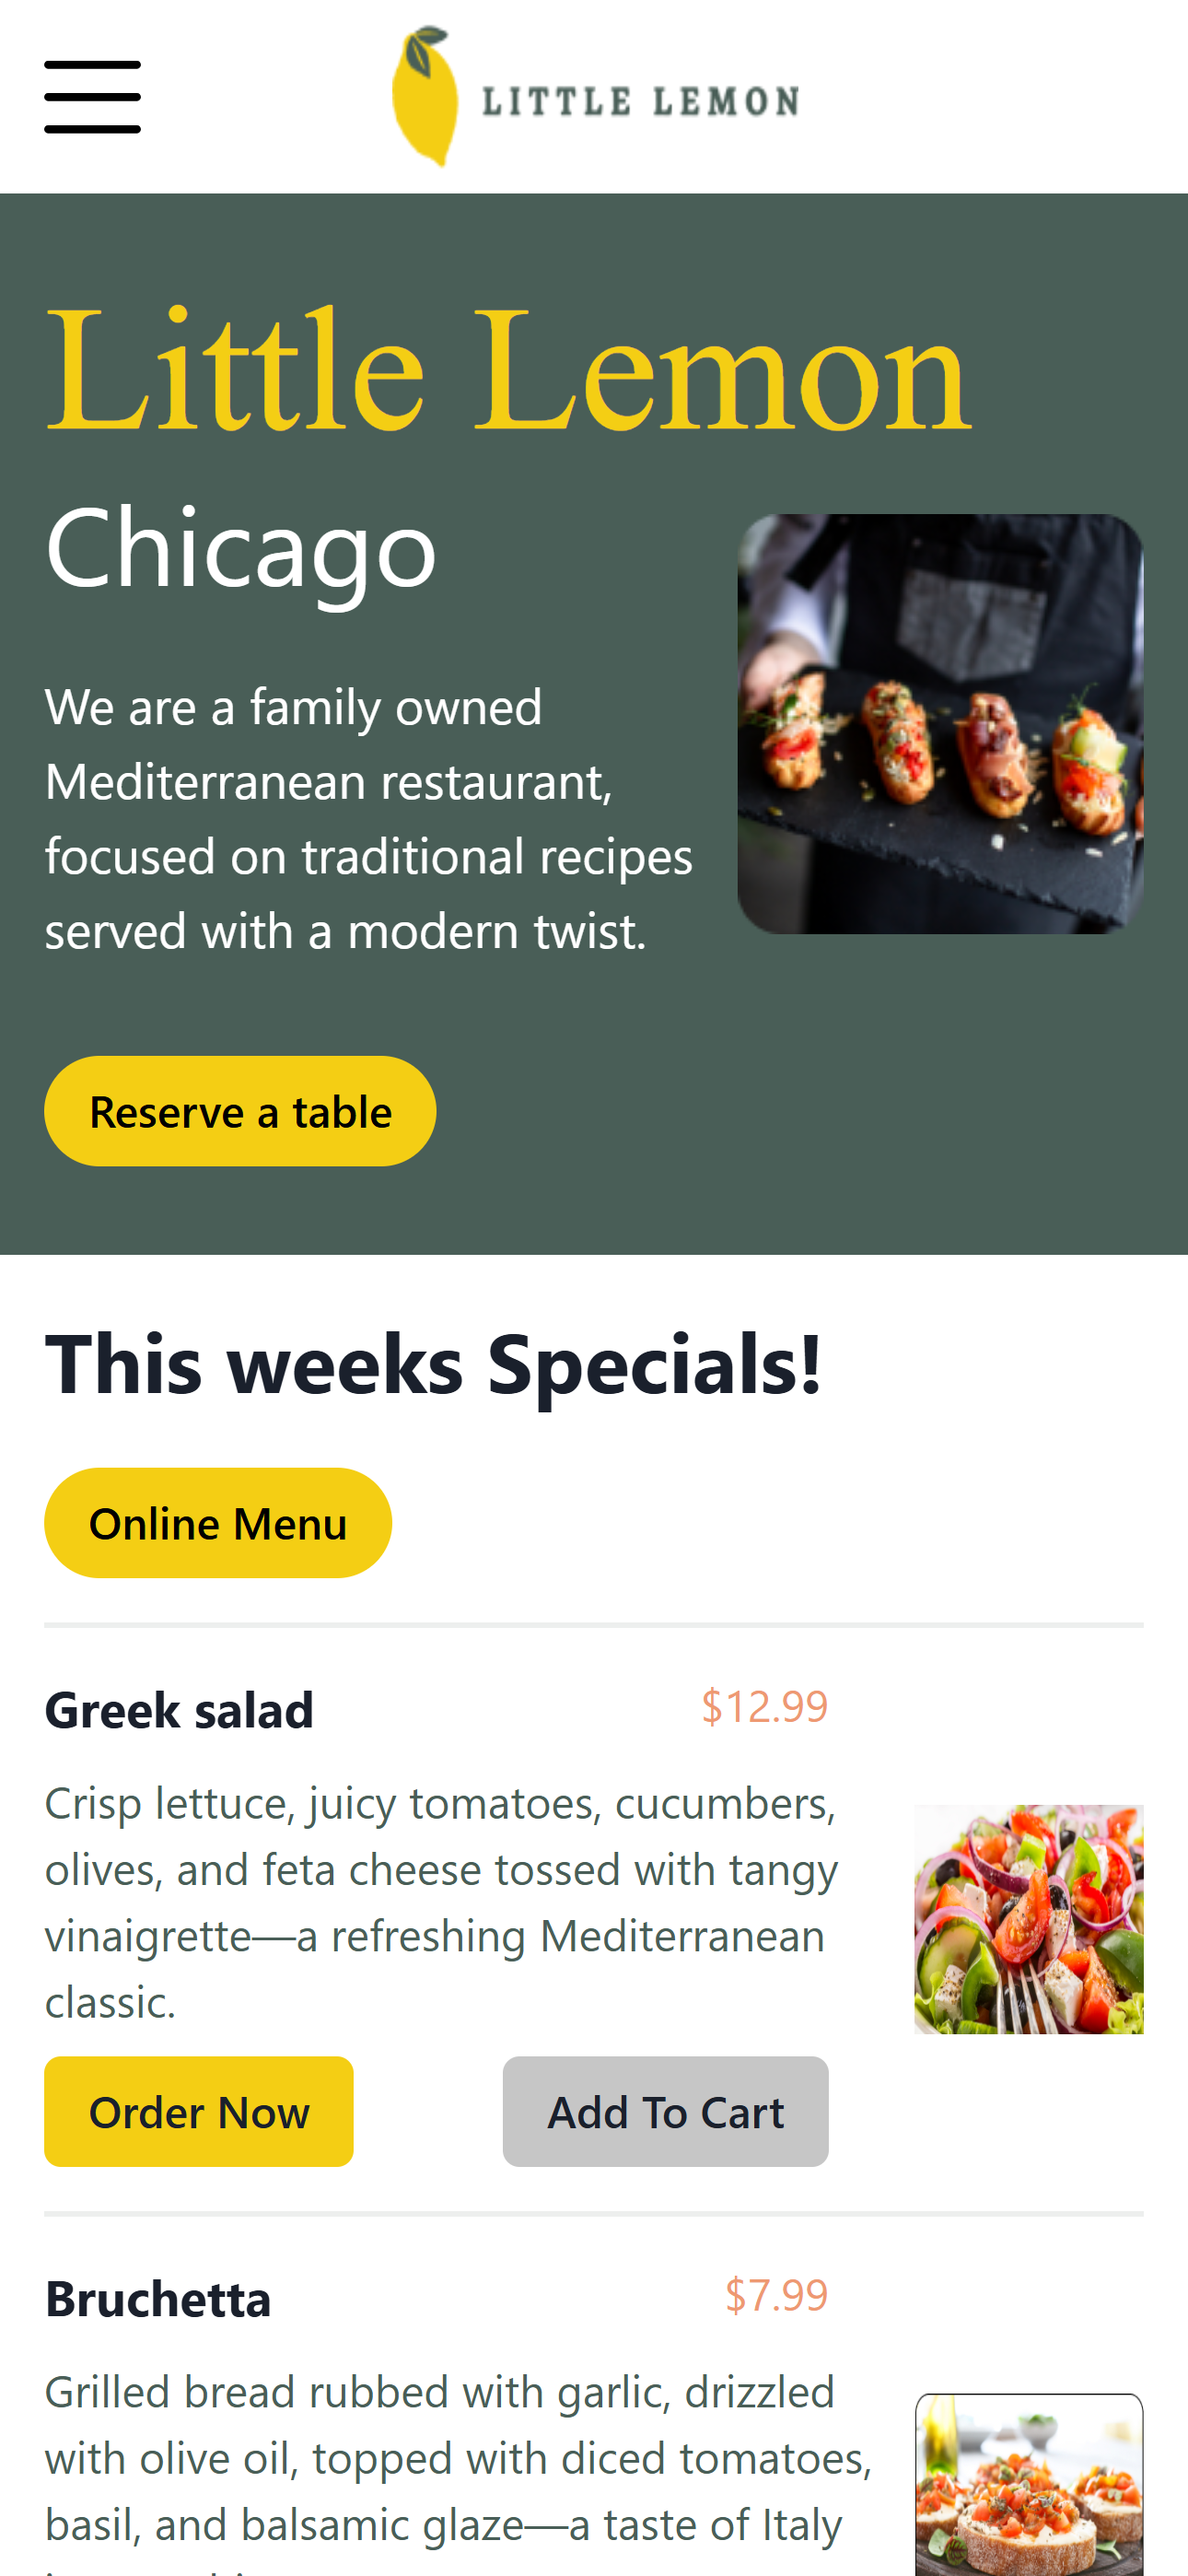 LITTLE LEMON
Little Lemon
Chicago
We are a family owned
Mediterranean restaurant,
focused on traditional recipes
served with a modern twist.
Reserve a table
This weeks Specials!
Online Menu
Greek salad
$12.99
Crisp lettuce, juicy tomatoes, cucumbers,
olives, and feta cheese tossed with tangy
vinaigrette—a refreshing Mediterranean
classic.
Order Now
Add To Cart
Bruchetta
$7.99
Grilled bread rubbed with garlic, drizzled
with olive oil, topped with diced tomatoes,
basil, and balsamic glaze—a taste of Italy